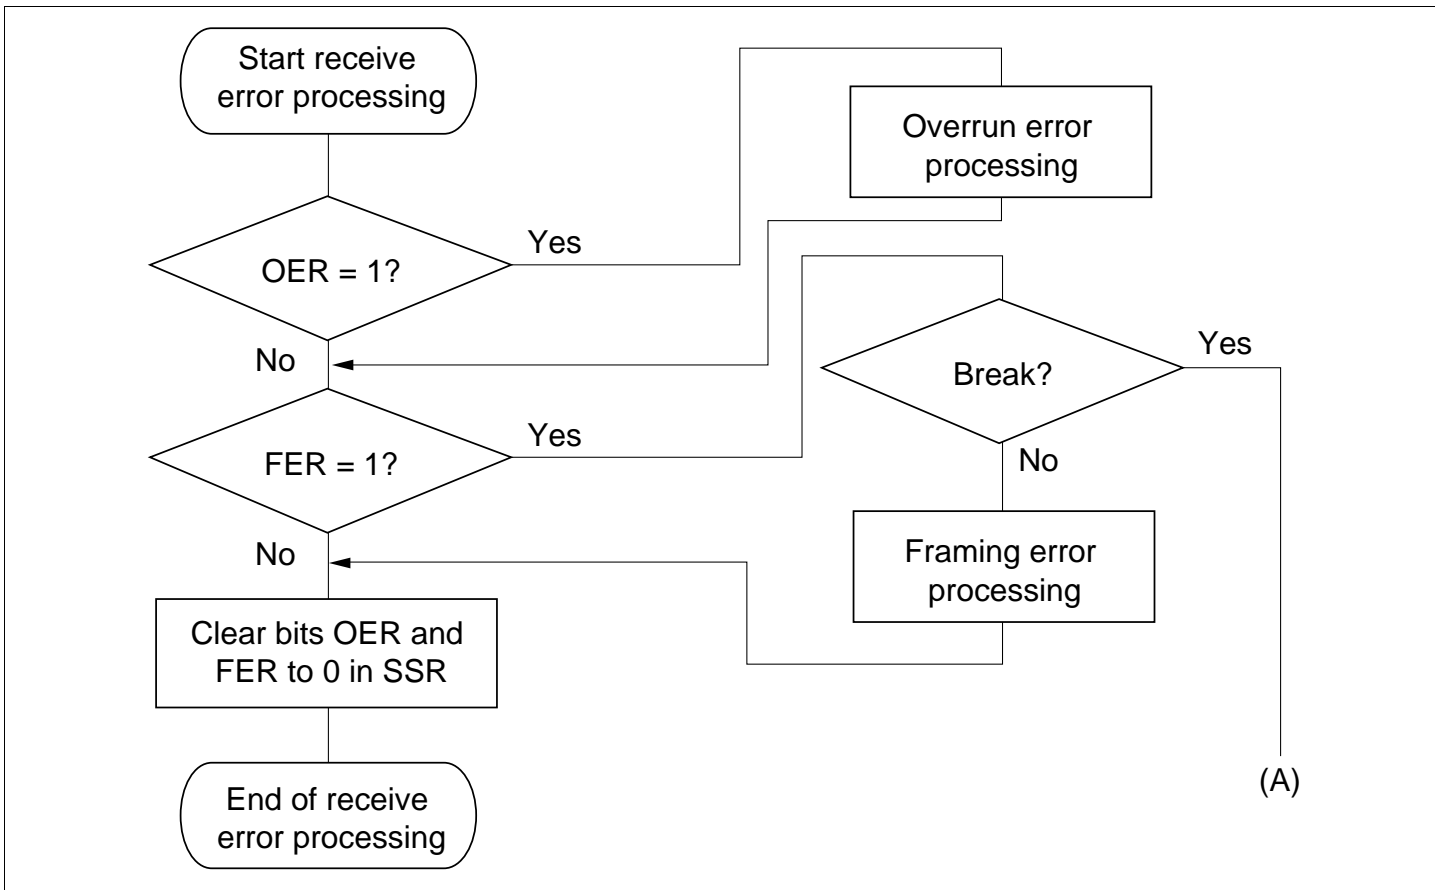 Start receive
error processing
OER = 1?
Yes
Overrun error
processing
No
FER = 1?
Yes
Break?
Yes
No
Framing error
processing
No
Clear bits OER and
FER to 0 in SSR
End of receive
error processing
(A)